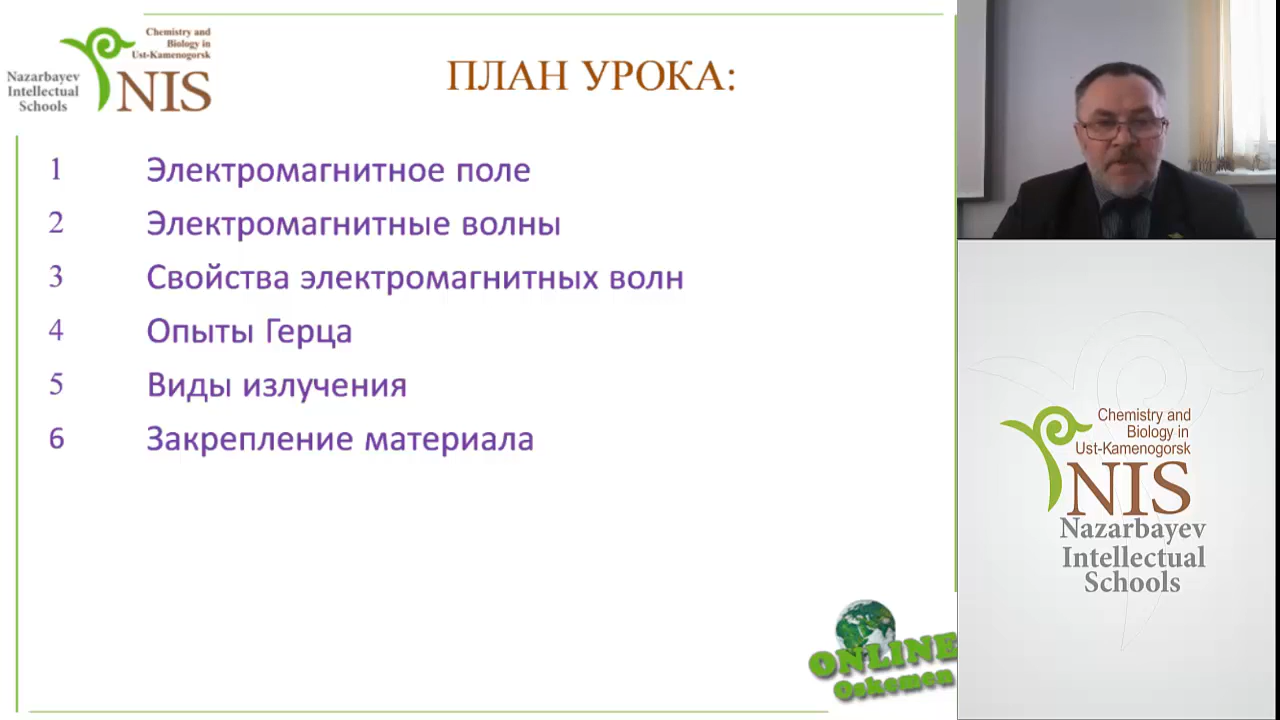 Chemistry and
Biology in
Ust-Kamenogorsk
Nazarbayev
Intellectual
Schools
NIS
ПЛАН УРОКА:
1 Электромагнитное поле
2 Электромагнитные волны
3 Свойства электромагнитных волн
4 Опыты Герца
5 Виды излучения
6 Закрепление материала
ONLINE
Oskemen
Chemistry and
Biology in
Ust-Kamenogorsk
NIS
Nazarbayev
Intellectual
Schools